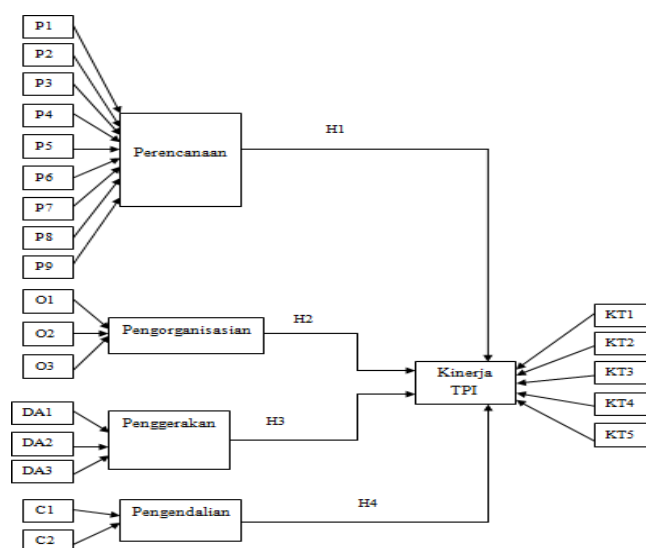 P1
P2
P3
P4
P5
P6
P7
P8
P9
Perencanaan
H1
O1
O2
O3
Pengorganisasian
H2
DA1
DA2
DA3
Penggerakan
H3
C1
C2
Pengendalian
H4
Kinerja
TPI
KT1
KT2
KT3
KT4
KT5